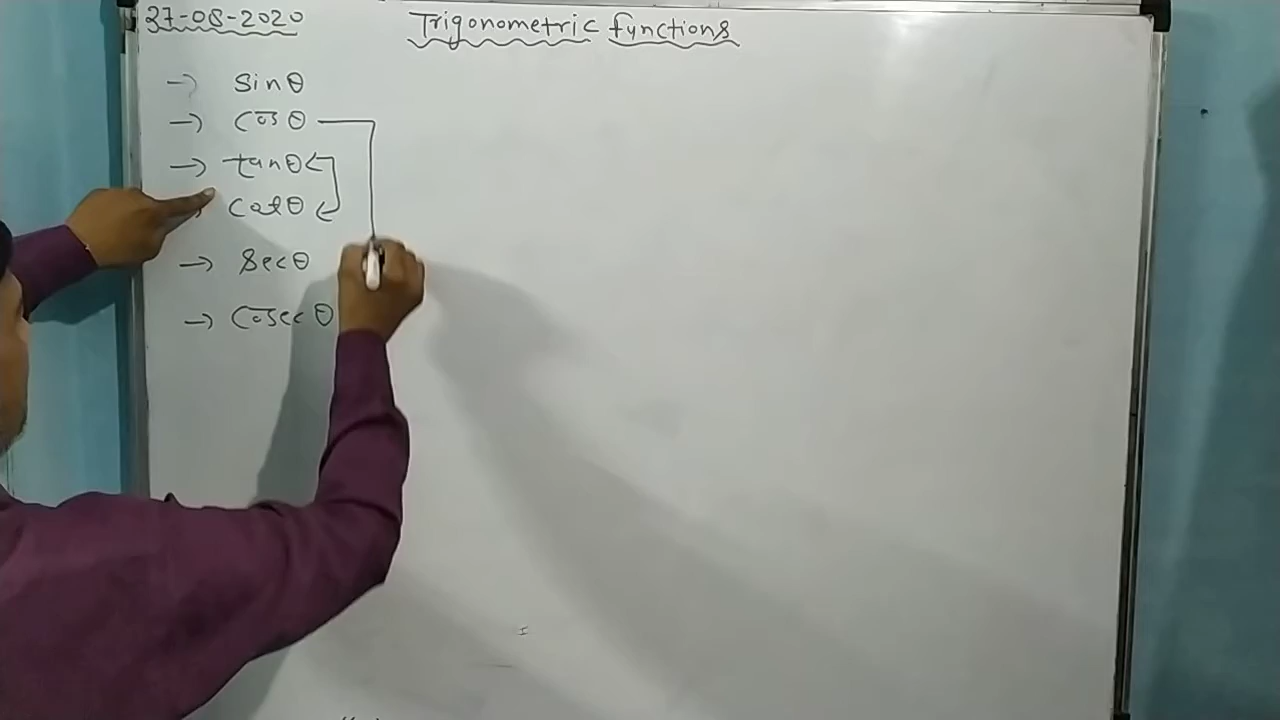 27-08-2020
Trigonometric functions
→ sinθ
→ cosθ
→ tanθ
→ cotθ
→ secθ
→ cosecθ